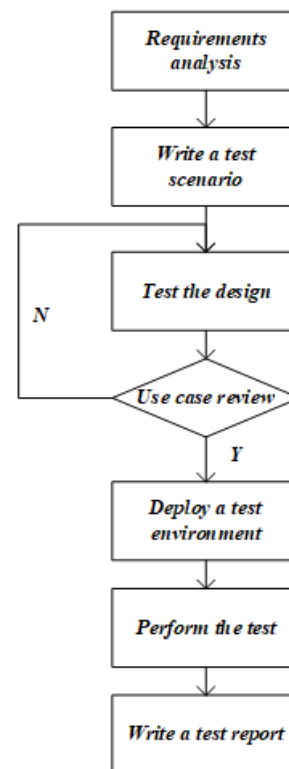 Requirements
analysis
Write a test
scenario
Test the design
N
Use case review
Y
Deploy a test
environment
Perform the test
Write a test report